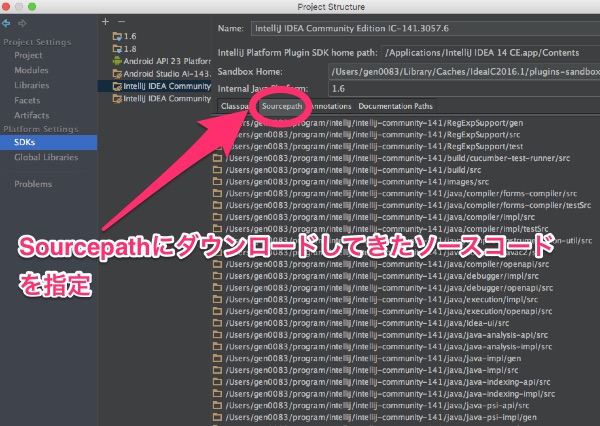 Project Structure
Project Settings
Project
Modules
Libraries
Facets
Artifacts
Platform Settings
SDKs
Global Libraries
Problems
1.6
1.8
Android API 23 Platform
Android Studio AI-143.
IntelliJ IDEA Community
IntelliJ IDEA Community
Name: IntelliJ IDEA Community Edition IC-141.3057.6
IntelliJ Platform Plugin SDK home path: /Applications/IntelliJ IDEA 14 CE.app/Contents
Sandbox Home: /Users/gen0083/Library/Caches/IdeaIC2016.1/plugins-sandbox
Internal Java Platform: 1.6
Classpa Sourcepath Annotations Documentation Paths
/Users/gen0083/program/intellij/intellij-community-141/RegExpSupport/gen
/Users/gen0083/program/intellij/intellij-community-141/RegExpSupport/src
/Users/gen0083/program/intellij/intellij-community-141/RegExpSupport/test
/Users/gen0083/program/intellij/intellij-community-141/build/cucumber-test-runner/src
/Users/gen0083/program/intellij/intellij-community-141/build/src
/Users/gen0083/program/intellij/intellij-community-141/images/src
/Users/gen0083/program/intellij/intellij-community-141/java/compiler/forms-compiler/src
/Users/gen0083/program/intellij/intellij-community-141/java/compiler/forms-compiler/testSrc
/Users/gen0083/program/intellij/intellij-community-141/java/compiler/impl/src
/Users/gen0083/program/intellij/intellij-community-141/java/compiler/impl/testSrc
Sourcepathにダウンロードしてきたソースコード
を指定
/Users/gen0083/program/intellij/intellij-community-141/java/compiler/openapi/src
/Users/gen0083/program/intellij/intellij-community-141/java/debugger/impl/src
/Users/gen0083/program/intellij/intellij-community-141/java/debugger/openapi/src
/Users/gen0083/program/intellij/intellij-community-141/java/execution/impl/src
/Users/gen0083/program/intellij/intellij-community-141/java/idea-ui/src
/Users/gen0083/program/intellij/intellij-community-141/java/java-analysis-api/src
/Users/gen0083/program/intellij/intellij-community-141/java/java-analysis-impl/src
/Users/gen0083/program/intellij/intellij-community-141/java/java-impl/gen
/Users/gen0083/program/intellij/intellij-community-141/java/java-impl/src
/Users/gen0083/program/intellij/intellij-community-141/java/java-indexing-api/src
/Users/gen0083/program/intellij/intellij-community-141/java/java-indexing-impl/src
/Users/gen0083/program/intellij/intellij-community-141/java/java-psi-api/src
/Users/gen0083/program/intellij/intellij-community-141/java/java-psi-impl/gen